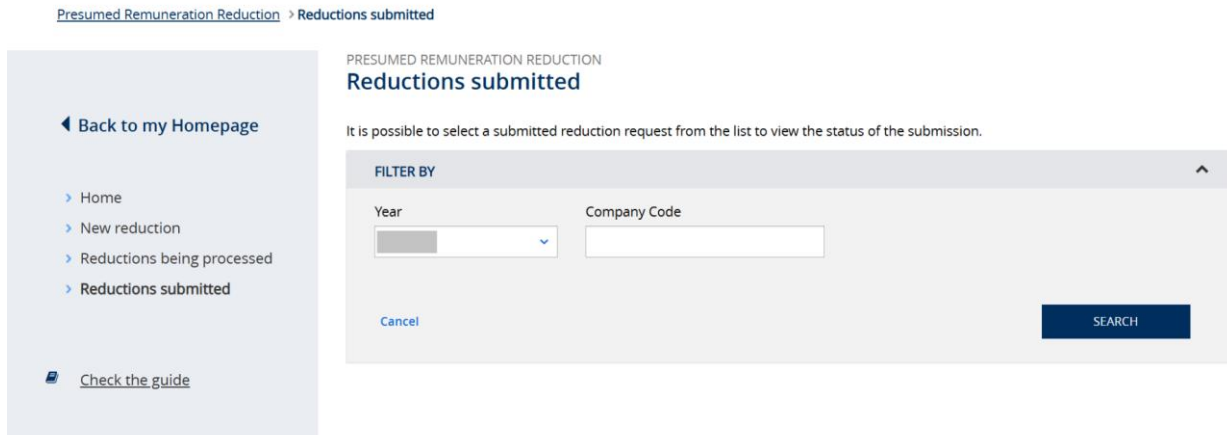 Presumed Remuneration Reduction > Reductions submitted
Back to my Homepage
Home
New reduction
Reductions being processed
Reductions submitted
Check the guide
PRESUMED REMUNERATION REDUCTION
Reductions submitted
It is possible to select a submitted reduction request from the list to view the status of the submission.
FILTER BY
Year
Company Code
Cancel
SEARCH